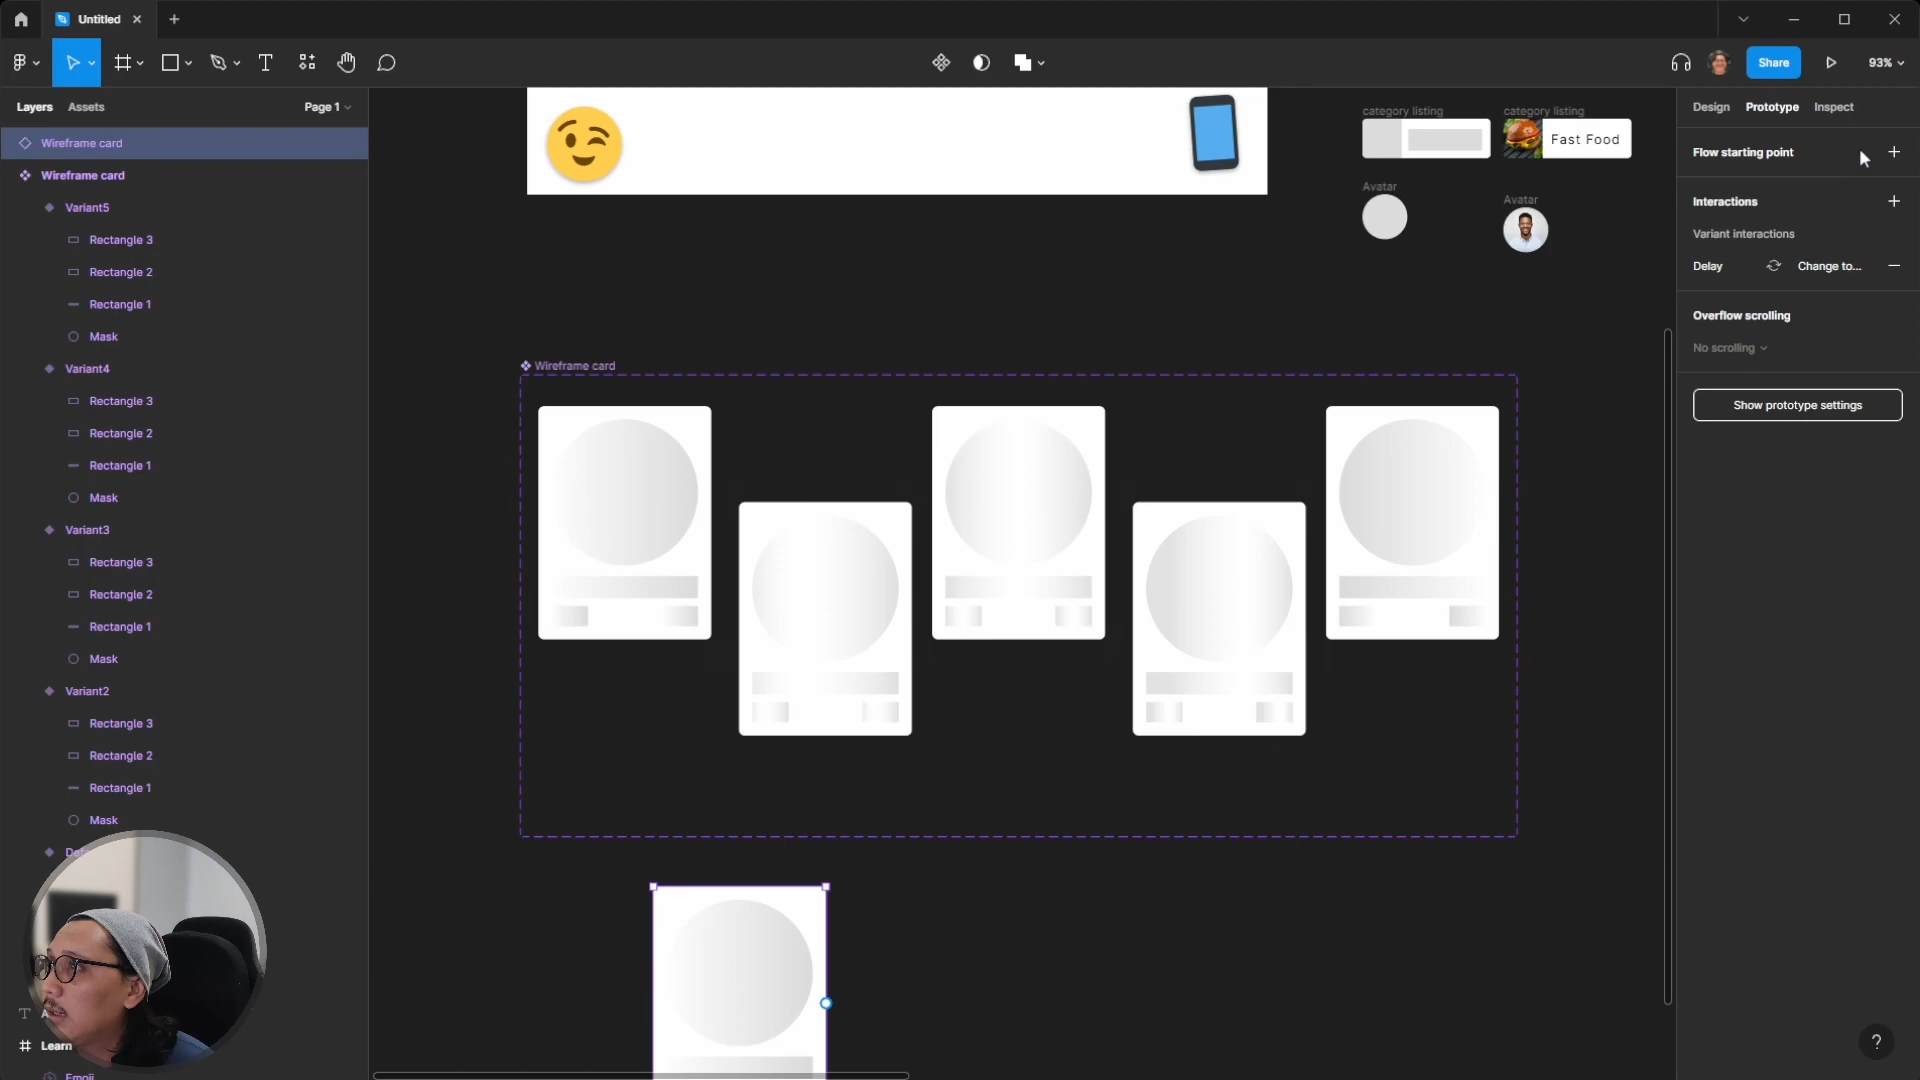 Untitled
Share
93%
Layers
Assets
Page 1
Design
Prototype
Inspect
Wireframe card
Wireframe card
Variant5
Rectangle 3
Rectangle 2
Rectangle 1
Mask
Variant4
Rectangle 3
Rectangle 2
Rectangle 1
Mask
Variant3
Rectangle 3
Rectangle 2
Rectangle 1
Mask
Variant2
Rectangle 3
Rectangle 2
Rectangle 1
Mask
Learn
Emoji
category listing
category listing
Fast Food
Avatar
Avatar
Wireframe card
Flow starting point
Interactions
Variant interactions
Delay
Change to...
Overflow scrolling
No scrolling
Show prototype settings
?